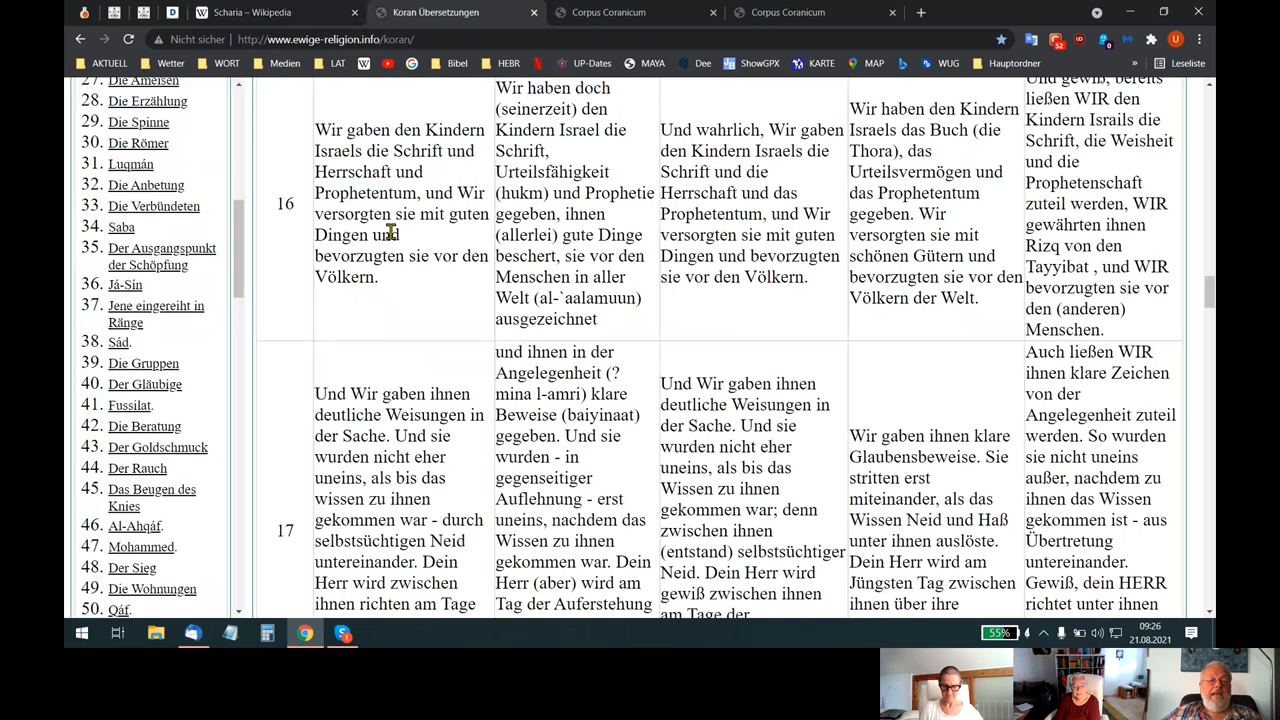 Scharia – Wikipedia
Koran Übersetzungen
Corpus Coranicum
Corpus Coranicum
Nicht sicher | http://www.ewige-religion.info/koran/
52
0
U
AKTUELL
Wetter
WORT
Medien
LAT
Bibel
HEBR
UP-Dates
MAYA
Dee
ShowGPX
KARTE
MAP
WUG
Hauptordner
»
Leseliste
27. Die Ameisen
28. Die Erzählung
29. Die Spinne
30. Die Römer
31. Luqmán
32. Die Anbetung
33. Die Verbündeten
34. Saba
35. Der Ausgangspunkt
der Schöpfung
36. Já-Sín
37. Jene eingereiht in
Ränge
38. Sád.
39. Die Gruppen
40. Der Gläubige
41. Fussilat.
42. Die Beratung
43. Der Goldschmuck
44. Der Rauch
45. Das Beugen des
Knies
46. Al-Ahqáf.
47. Mohammed.
48. Der Sieg
49. Die Wohnungen
50. Qáf.
16
Wir gaben den Kindern
Israels die Schrift und
Herrschaft und
Prophetentum, und Wir
versorgten sie mit guten
Dingen und
bevorzugten sie vor den
Völkern.
Wir haben doch
(seinerzeit) den
Kindern Israel die
Schrift,
Urteilsfähigkeit
(hukm) und Prophetie
gegeben, ihnen
(allerlei) gute Dinge
beschert, sie vor den
Menschen in aller
Welt (al-`aalamuun)
ausgezeichnet
Und wahrlich, Wir gaben
den Kindern Israels die
Schrift und die
Herrschaft und das
Prophetentum, und Wir
versorgten sie mit guten
Dingen und bevorzugten
sie vor den Völkern.
Wir haben den Kindern
Israels das Buch (die
Thora), das
Urteilsvermögen und
das Prophetentum
gegeben. Wir
versorgten sie mit
schönen Gütern und
bevorzugten sie vor den
Völkern der Welt.
Und gewiß, bereits
ließen WIR den
Kindern Israils die
Schrift, die Weisheit
und die
Prophetenschaft
zuteil werden, WIR
gewährten ihnen
Rizq von den
Tayyibat , und WIR
bevorzugten sie vor
den (anderen)
Menschen.
17
Und Wir gaben ihnen
deutliche Weisungen in
der Sache. Und sie
wurden nicht eher
uneins, als bis das
wissen zu ihnen
gekommen war - durch
selbstsüchtigen Neid
untereinander. Dein
Herr wird zwischen
ihnen richten am Tage
und ihnen in der
Angelegenheit (?
mina l-amri) klare
Beweise (baiyinaat)
gegeben. Und sie
wurden - in
gegenseitiger
Auflehnung - erst
uneins, nachdem das
Wissen zu ihnen
gekommen war. Dein
Herr (aber) wird am
Tag der Auferstehung
Und Wir gaben ihnen
deutliche Weisungen in
der Sache. Und sie
wurden nicht eher
uneins, als bis das
Wissen zu ihnen
gekommen war; denn
zwischen ihnen
(entstand) selbstsüchtiger
Neid. Dein Herr wird
gewiß zwischen ihnen
am Tage der
Wir gaben ihnen klare
Glaubensbeweise. Sie
stritten erst
miteinander, als das
Wissen Neid und Haß
unter ihnen auslöste.
Dein Herr wird am
Jüngsten Tag zwischen
ihnen über ihre
Auch ließen WIR
ihnen klare Zeichen
von der
Angelegenheit zuteil
werden. So wurden
sie nicht uneins
außer, nachdem zu
ihnen das Wissen
gekommen ist - aus
Übertretung
untereinander.
Gewiß, dein HERR
richtet unter ihnen
55%
09:26
21.08.2021